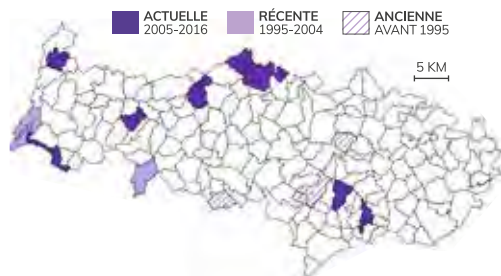 ACTUELLE
2005-2016
RÉCENTE
1995-2004
ANCIENNE
AVANT 1995
5 KM